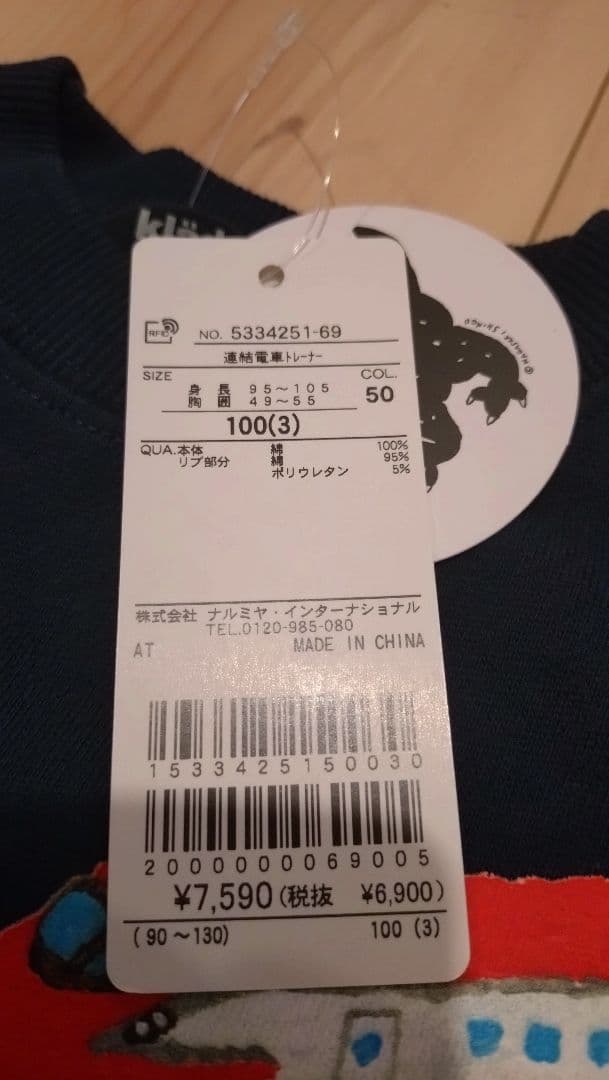 RFID
NO. 5334251-69
連結電車トレーナー
SIZE
COL.
身長 95～105
胸囲 49～55
50
100(3)
QUA. 本体 綿 100%
リブ部分 綿 95%
ポリウレタン 5%
株式会社 ナルミヤ・インターナショナル
TEL.0120-985-080
AT MADE IN CHINA
1533425150030
2000000069005
¥7,590(税抜 ¥6,900)
(90～130) 100 (3)